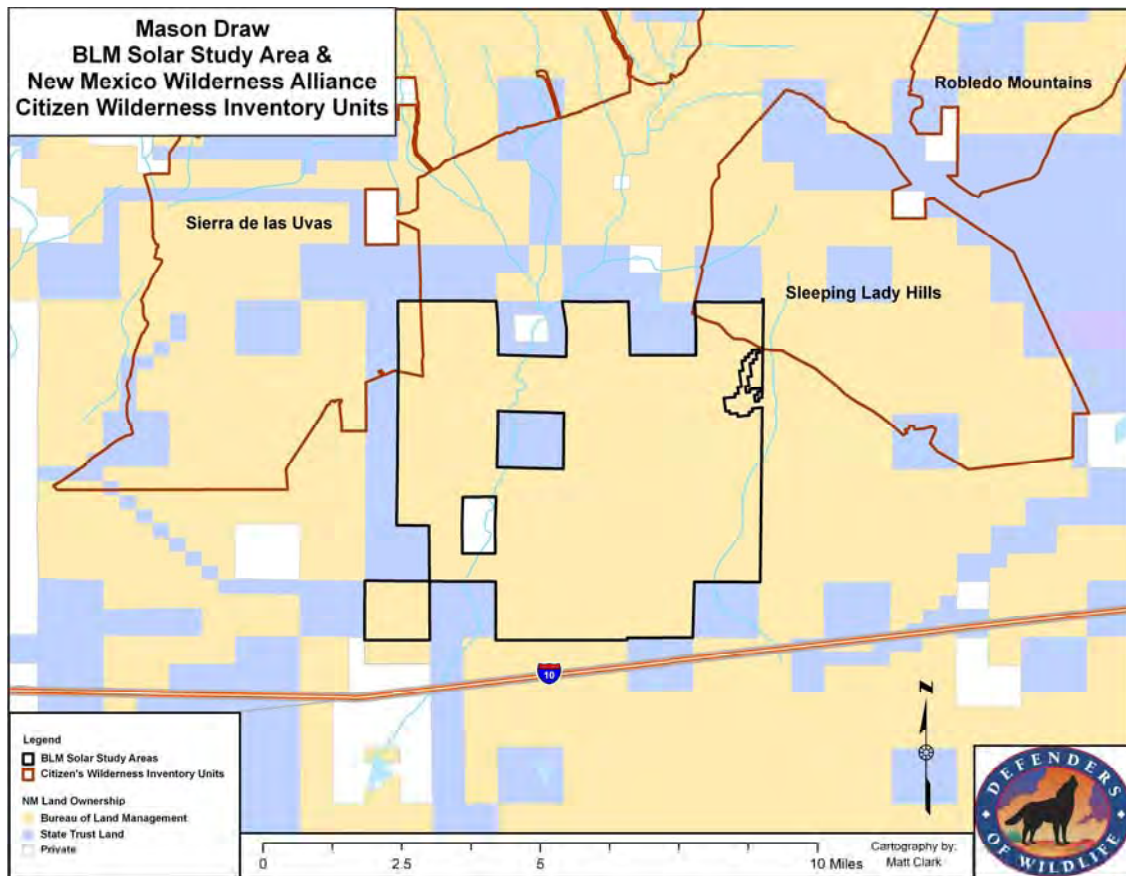 Mason Draw
BLM Solar Study Area &
New Mexico Wilderness Alliance
Citizen Wilderness Inventory Units
Robledo Mountains
Sierra de las Uvas
Sleeping Lady Hills
10
Legend
BLM Solar Study Areas
Citizen's Wilderness Inventory Units
NM Land Ownership
Bureau of Land Management
State Trust Land
Private
0 2.5 5 10 Miles
Cartography by:
Matt Clark
N
DEFENDERS
OF WILDLIFE